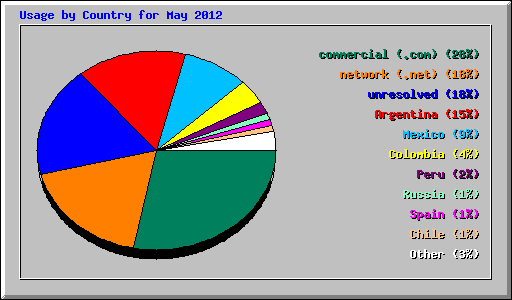 Usage by Country for May 2012
commercial (.com) (28%)
network (.net) (18%)
unresolved (18%)
Argentina (15%)
Mexico (9%)
Colombia (4%)
Peru (2%)
Russia (1%)
Spain (1%)
Chile (1%)
Other (3%)